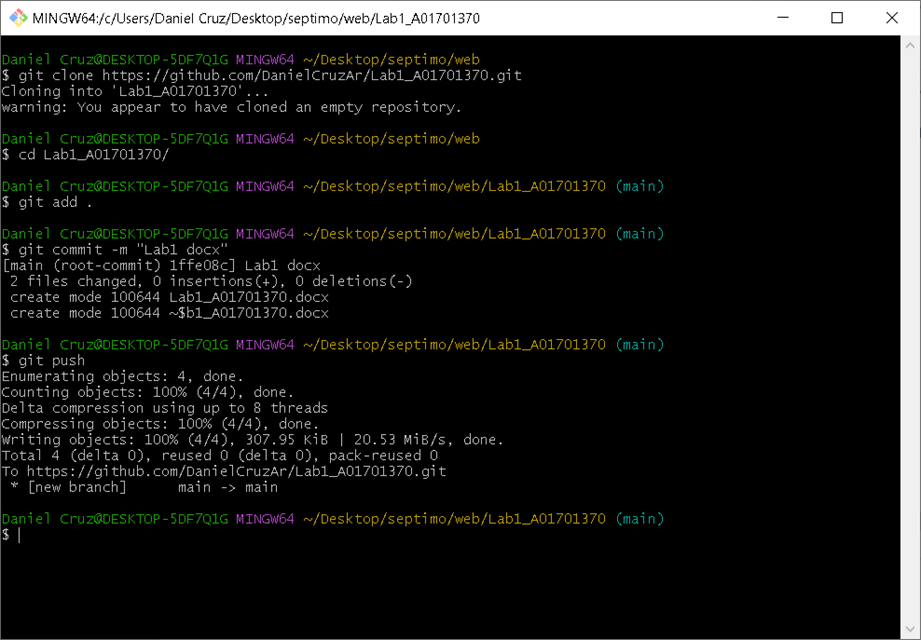 MINGW64:/c/Users/Daniel Cruz/Desktop/septimo/web/Lab1_A01701370
Daniel Cruz@DESKTOP-5DF7Q1G MINGW64 ~/Desktop/septimo/web
$ git clone https://github.com/DanielCruzAr/Lab1_A01701370.git
Cloning into 'Lab1_A01701370'...
warning: You appear to have cloned an empty repository.
Daniel Cruz@DESKTOP-5DF7Q1G MINGW64 ~/Desktop/septimo/web
$ cd Lab1_A01701370/
Daniel Cruz@DESKTOP-5DF7Q1G MINGW64 ~/Desktop/septimo/web/Lab1_A01701370 (main)
$ git add .
Daniel Cruz@DESKTOP-5DF7Q1G MINGW64 ~/Desktop/septimo/web/Lab1_A01701370 (main)
$ git commit -m "Lab1 docx"
[main (root-commit) 1ffe08c] Lab1 docx
 2 files changed, 0 insertions(+), 0 deletions(-)
 create mode 100644 Lab1_A01701370.docx
 create mode 100644 ~$b1_A01701370.docx
Daniel Cruz@DESKTOP-5DF7Q1G MINGW64 ~/Desktop/septimo/web/Lab1_A01701370 (main)
$ git push
Enumerating objects: 4, done.
Counting objects: 100% (4/4), done.
Delta compression using up to 8 threads
Compressing objects: 100% (4/4), done.
Writing objects: 100% (4/4), 307.95 KiB | 20.53 MiB/s, done.
Total 4 (delta 0), reused 0 (delta 0), pack-reused 0
To https://github.com/DanielCruzAr/Lab1_A01701370.git
 * [new branch]      main -> main
Daniel Cruz@DESKTOP-5DF7Q1G MINGW64 ~/Desktop/septimo/web/Lab1_A01701370 (main)
$